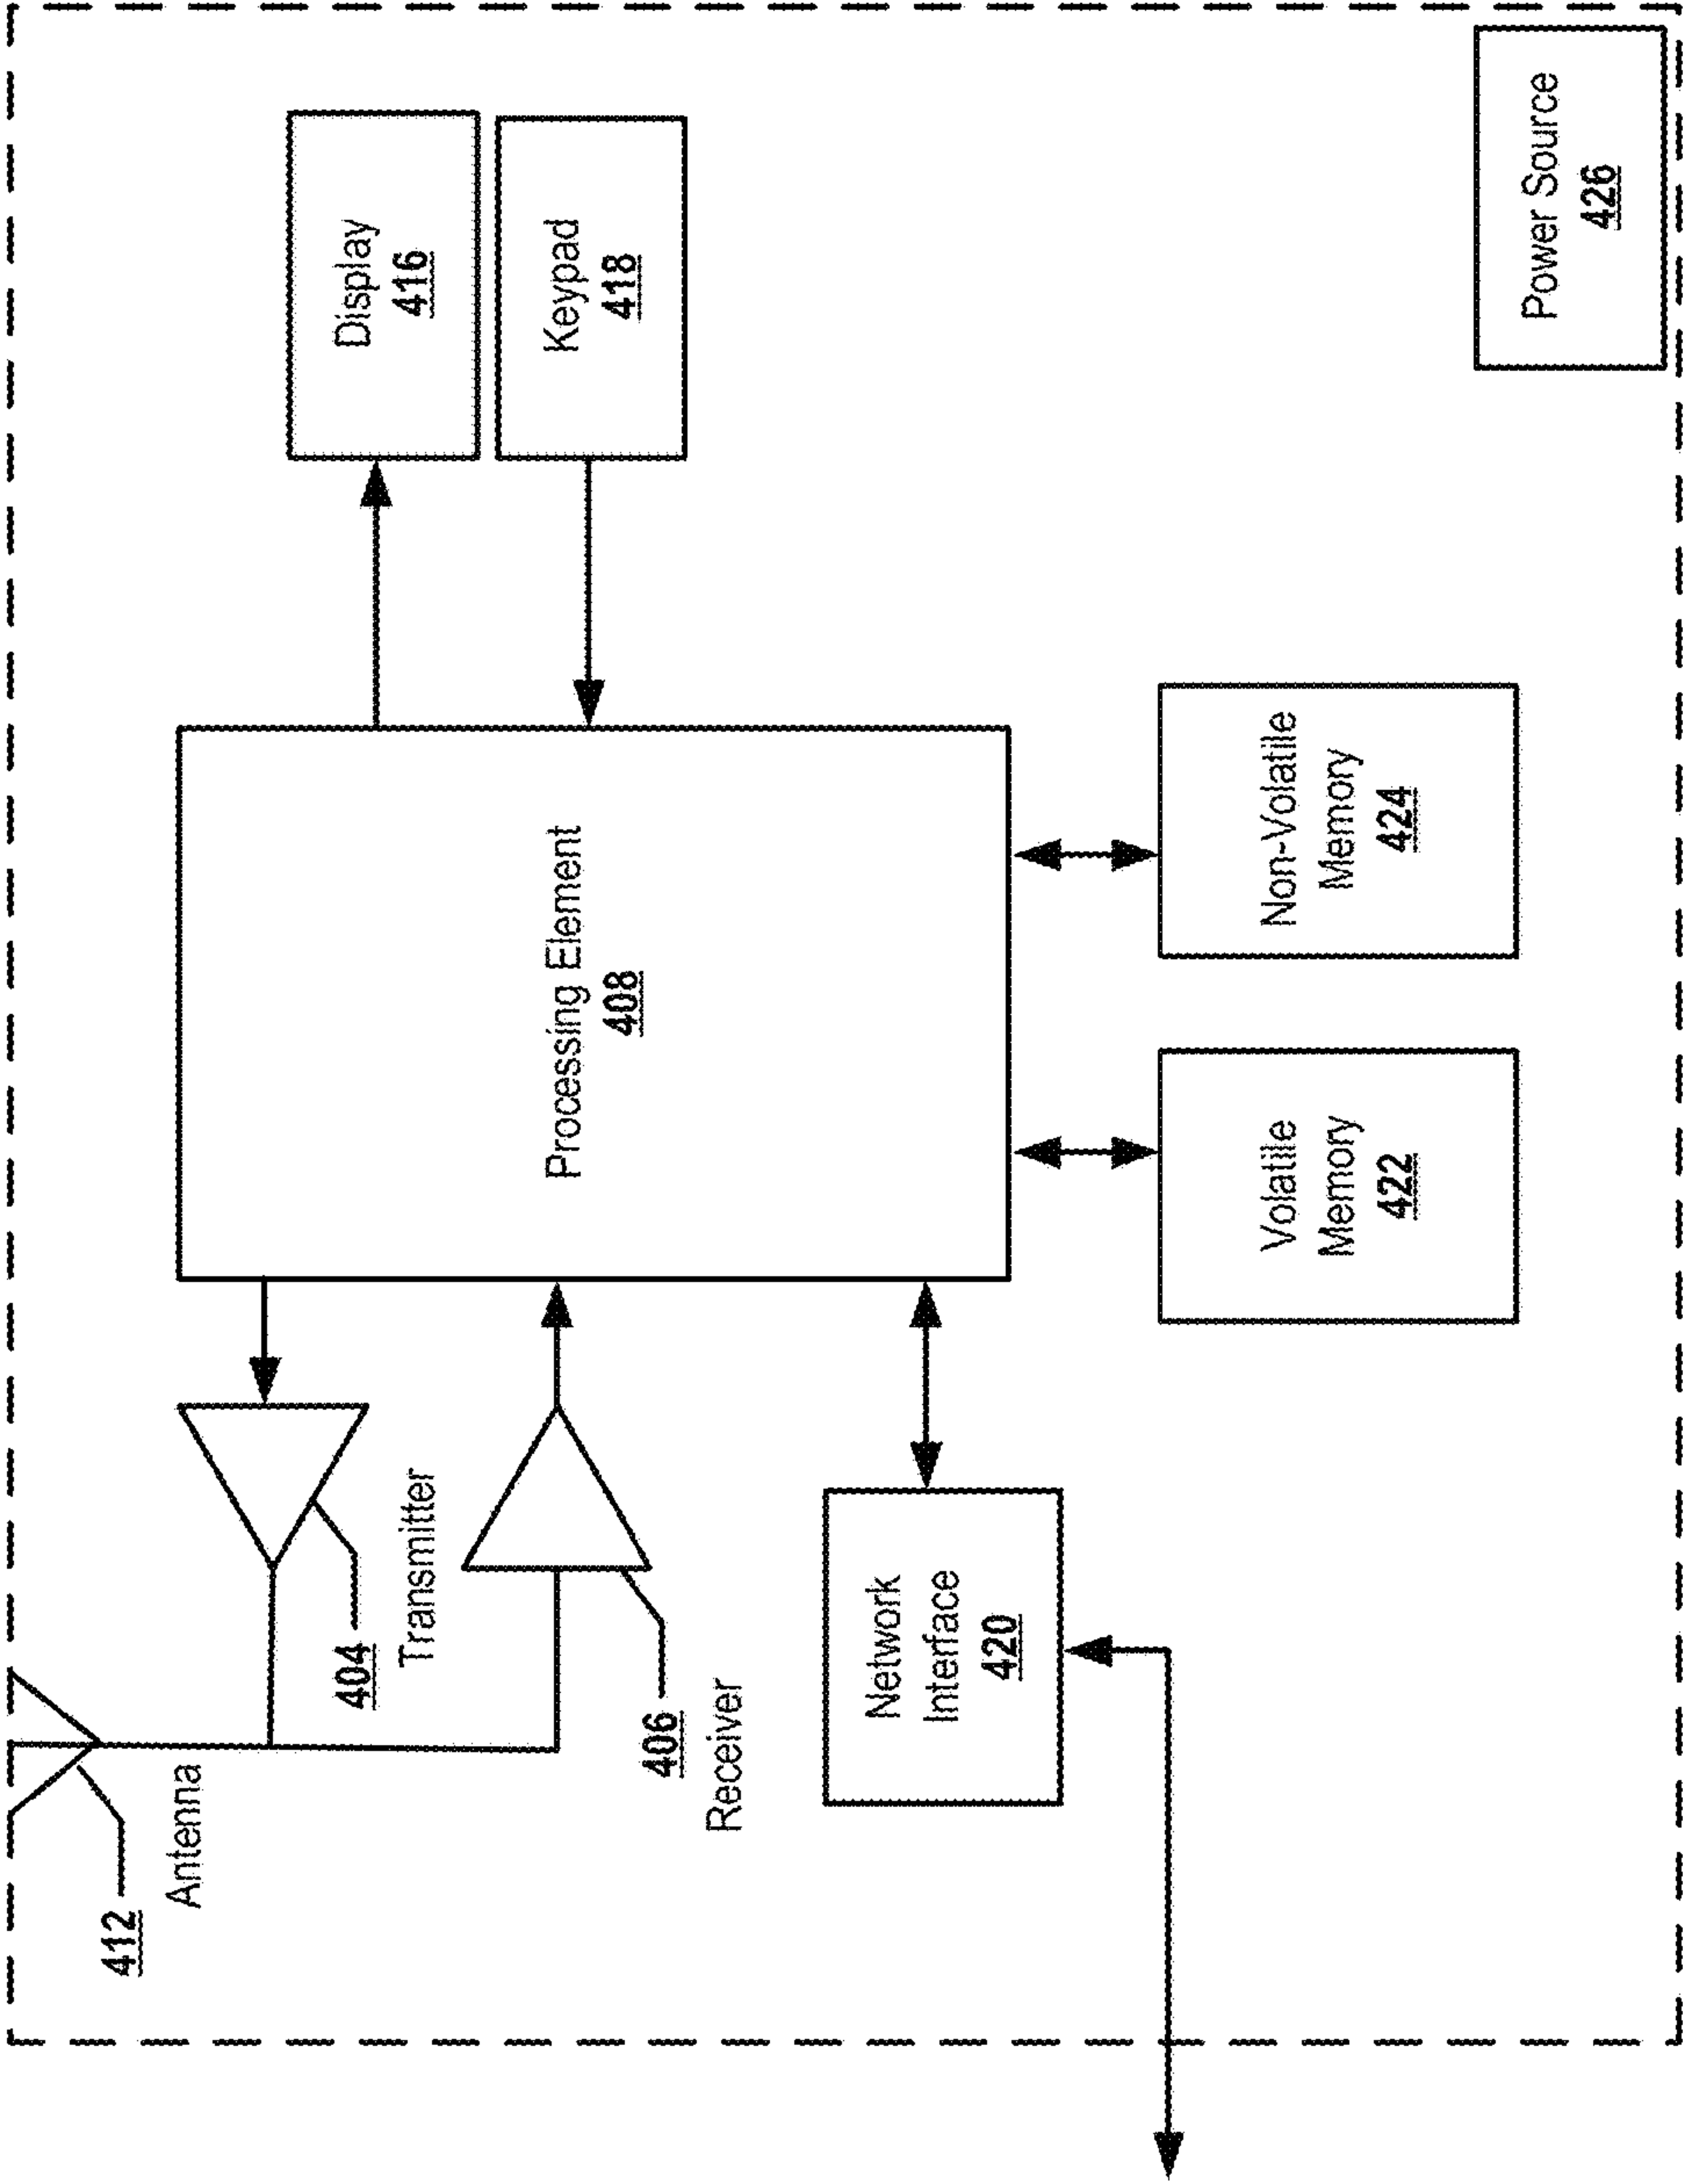 412
Antenna
404
Transmitter
406
Receiver
Network
Interface
420
Processing Element
408
Display
416
Keypad
418
Volatile
Memory
422
Non-Volatile
Memory
424
Power Source
426